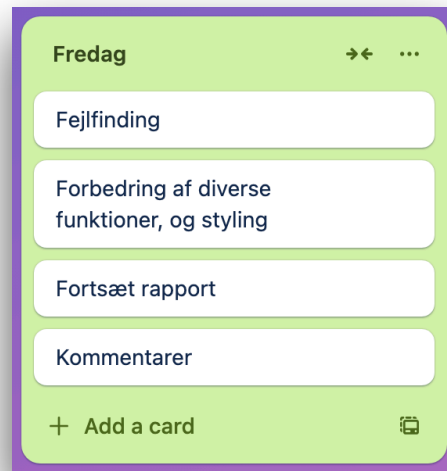 Fredag
Fejlfinding
Forbedring af diverse
funktioner, og styling
Fortsæt rapport
Kommentarer
+ Add a card